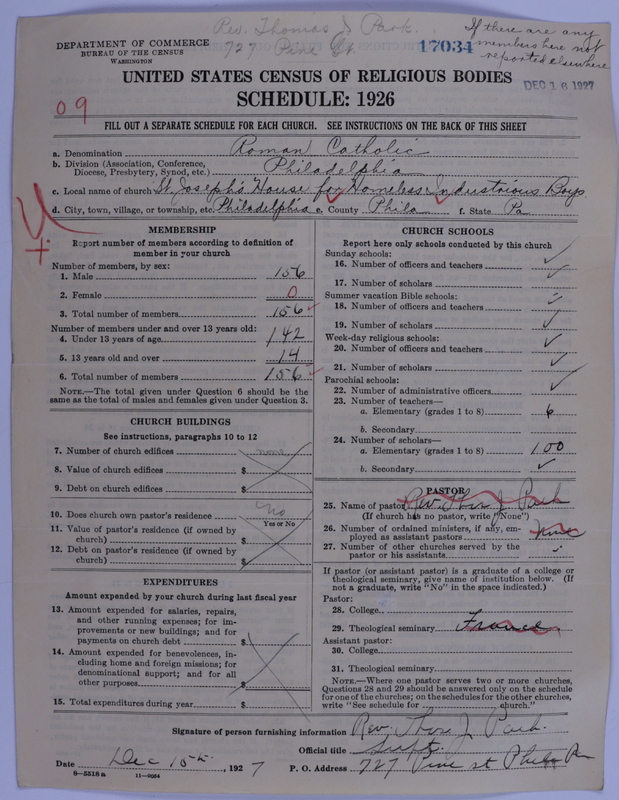 Rev. Thomas J. Park.
727 Pine St.
17034
If there are any
members here not
reported elsewhere
DEC 16 1927
DEPARTMENT OF COMMERCE
BUREAU OF THE CENSUS
WASHINGTON
UNITED STATES CENSUS OF RELIGIOUS BODIES
SCHEDULE: 1926
09
FILL OUT A SEPARATE SCHEDULE FOR EACH CHURCH. SEE INSTRUCTIONS ON THE BACK OF THIS SHEET
a. Denomination Roman Catholic
b. Division (Association, Conference, Diocese, Presbytery, Synod, etc.) Philadelphia
c. Local name of church St. Joseph's House for Homeless Industrious Boys
d. City, town, village, or township, etc. Philadelphia e. County Phila f. State Pa
MEMBERSHIP
Report number of members according to definition of
member in your church
Number of members, by sex:
1. Male 156
2. Female 0
3. Total number of members 156
Number of members under and over 13 years old:
4. Under 13 years of age 142
5. 13 years old and over 14
6. Total number of members 156
NOTE.—The total given under Question 6 should be
same as the total of males and females given under Question 3.
CHURCH BUILDINGS
See instructions, paragraphs 10 to 12
7. Number of church edifices none
8. Value of church edifices $
9. Debt on church edifices $
10. Does church own pastor's residence No
Yes or No
11. Value of pastor's residence (if owned by
church) $
12. Debt on pastor's residence (if owned by
church) $
EXPENDITURES
Amount expended by your church during last fiscal year
13. Amount expended for salaries, repairs,
and other running expenses; for im-
provements or new buildings; and for
payments on church debt $
14. Amount expended for benevolences, in-
cluding home and foreign missions; for
denominational support; and for all
other purposes $
15. Total expenditures during year $
CHURCH SCHOOLS
Report here only schools conducted by this church
Sunday schools:
16. Number of officers and teachers ✓
17. Number of scholars ✓
Summer vacation Bible schools:
18. Number of officers and teachers ✓
19. Number of scholars ✓
Week-day religious schools:
20. Number of officers and teachers ✓
21. Number of scholars ✓
Parochial schools:
22. Number of administrative officers ✓
23. Number of teachers—
a. Elementary (grades 1 to 8) 6
b. Secondary
24. Number of scholars—
a. Elementary (grades 1 to 8) 100
b. Secondary ✓
PASTOR
25. Name of pastor Rev. Thos J. Park
(If church has no pastor, write "None")
26. Number of ordained ministers, if any, em-
ployed as assistant pastors None
27. Number of other churches served by the
pastor or his assistants
If pastor (or assistant pastor) is a graduate of a college or
theological seminary, give name of institution below. (If
not a graduate, write "No" in the space indicated.)
Pastor:
28. College
29. Theological seminary France
Assistant pastor:
30. College
31. Theological seminary
NOTE.—Where one pastor serves two or more churches,
Questions 28 and 29 should be answered only on the schedule
for one of the churches; on the schedules for the other churches,
write "See schedule for church."
Signature of person furnishing information Rev. Thos. J. Park.
Official title Supt.
Date Dec 15th, 1927 P. O. Address 727 Pine st Phila Pa
8—5518 a 11—9054